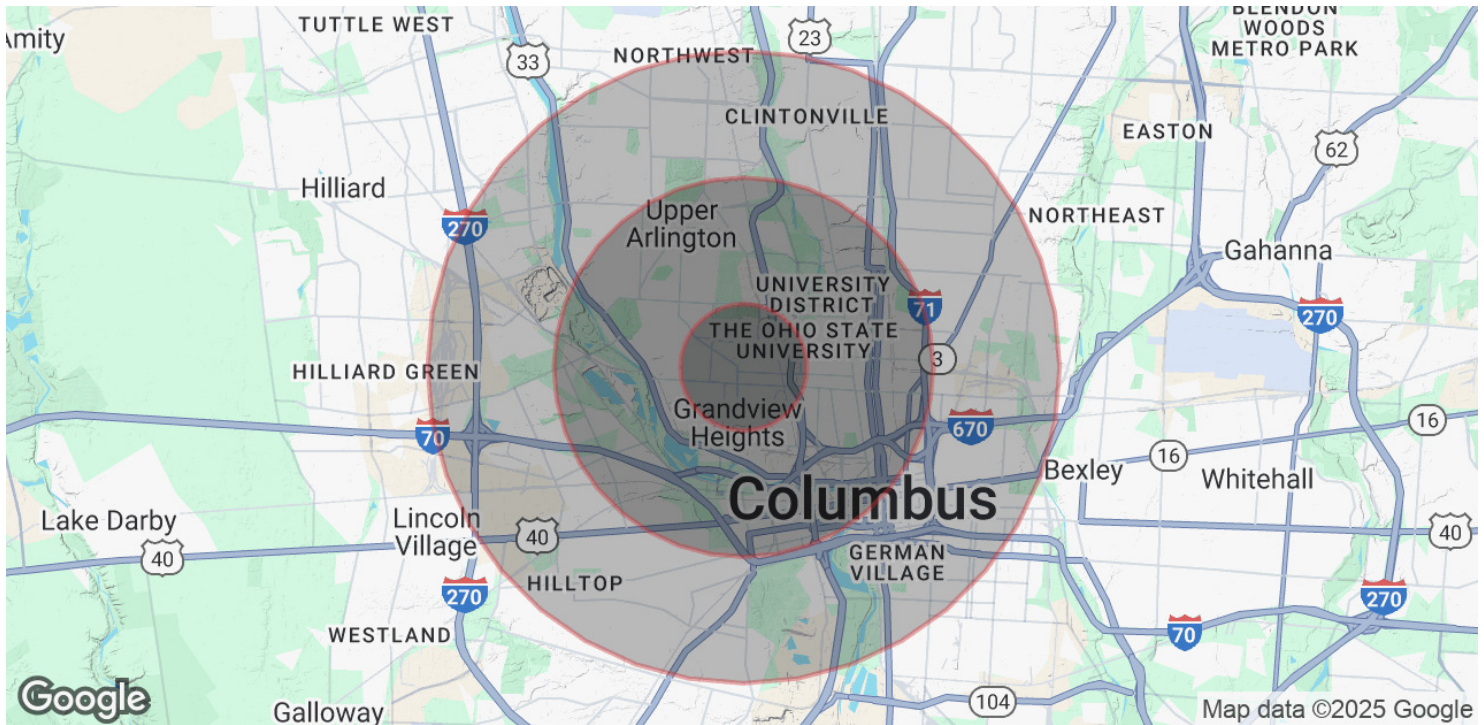 TUTTLE WEST
Amity
33
23
NORTHWEST
BLENDON
WOODS
METRO PARK
CLINTONVILLE
EASTON
62
Hilliard
270
Upper
Arlington
NORTHEAST
Gahanna
UNIVERSITY
DISTRICT
71
270
THE OHIO STATE
UNIVERSITY
3
HILLIARD GREEN
Grandview
Heights
70
670
16
16
Bexley
Whitehall
Columbus
Lake Darby
40
Lincoln
Village
40
40
GERMAN
VILLAGE
HILLTOP
270
270
WESTLAND
70
104
Galloway
Google
Map data ©2025 Google